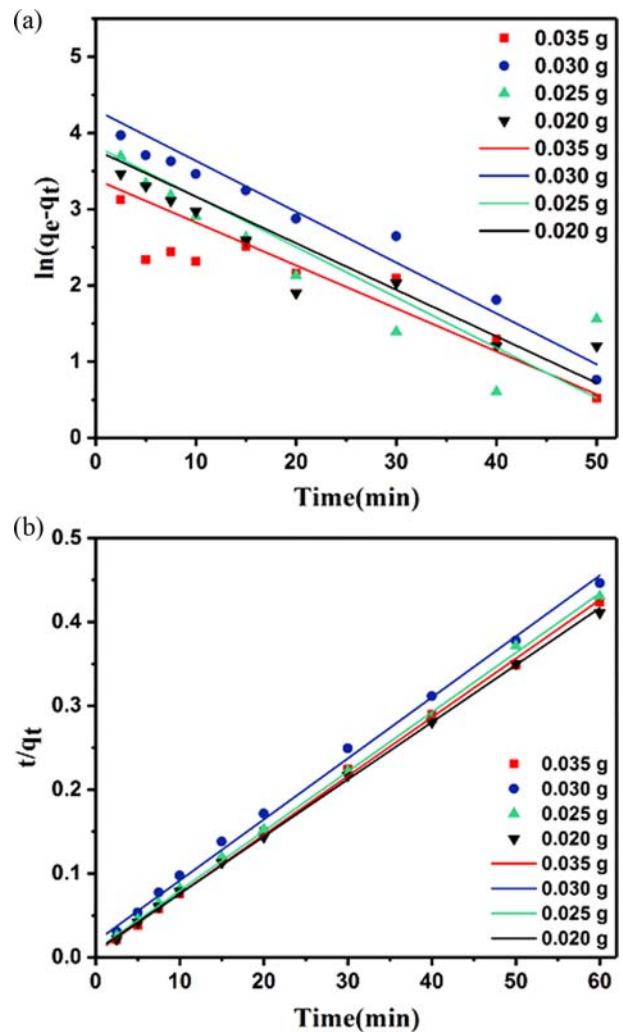 (a)
5
4
3
2
1
0
ln(qe-qt)
0.035 g
0.030 g
0.025 g
0.020 g
0.035 g
0.030 g
0.025 g
0.020 g
0 10 20 30 40 50
Time(min)
(b)
0.5
0.4
0.3
0.2
0.1
0.0
t/qt
0.035 g
0.030 g
0.025 g
0.020 g
0.035 g
0.030 g
0.025 g
0.020 g
0 10 20 30 40 50 60
Time(min)